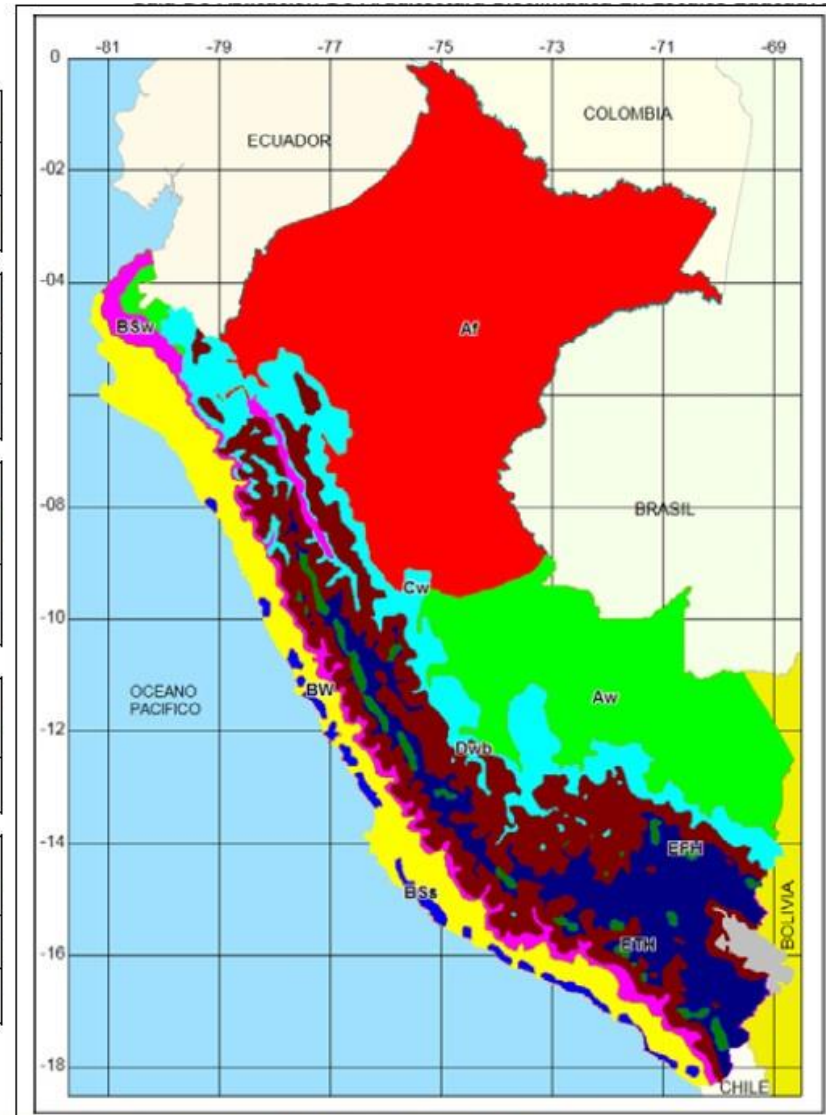 -81 -79 -77 -75 -73 -71 -69
0
COLOMBIA
ECUADOR
-02
-04
BSw
Af
-08
BRASIL
Cw
-10
OCEANO
PACIFICO
BW
Aw
-12
Dwb
-14
EFH
BSs
BOLIVIA
ETH
-16
-18
CHILE